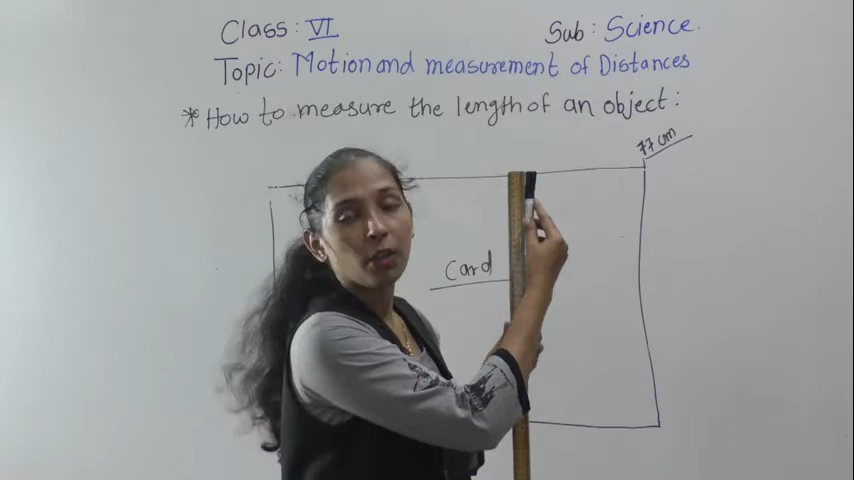 Class: VI Sub: Science.
Topic: Motion and measurement of Distances
* How to measure the length of an object:
77 cm
Card